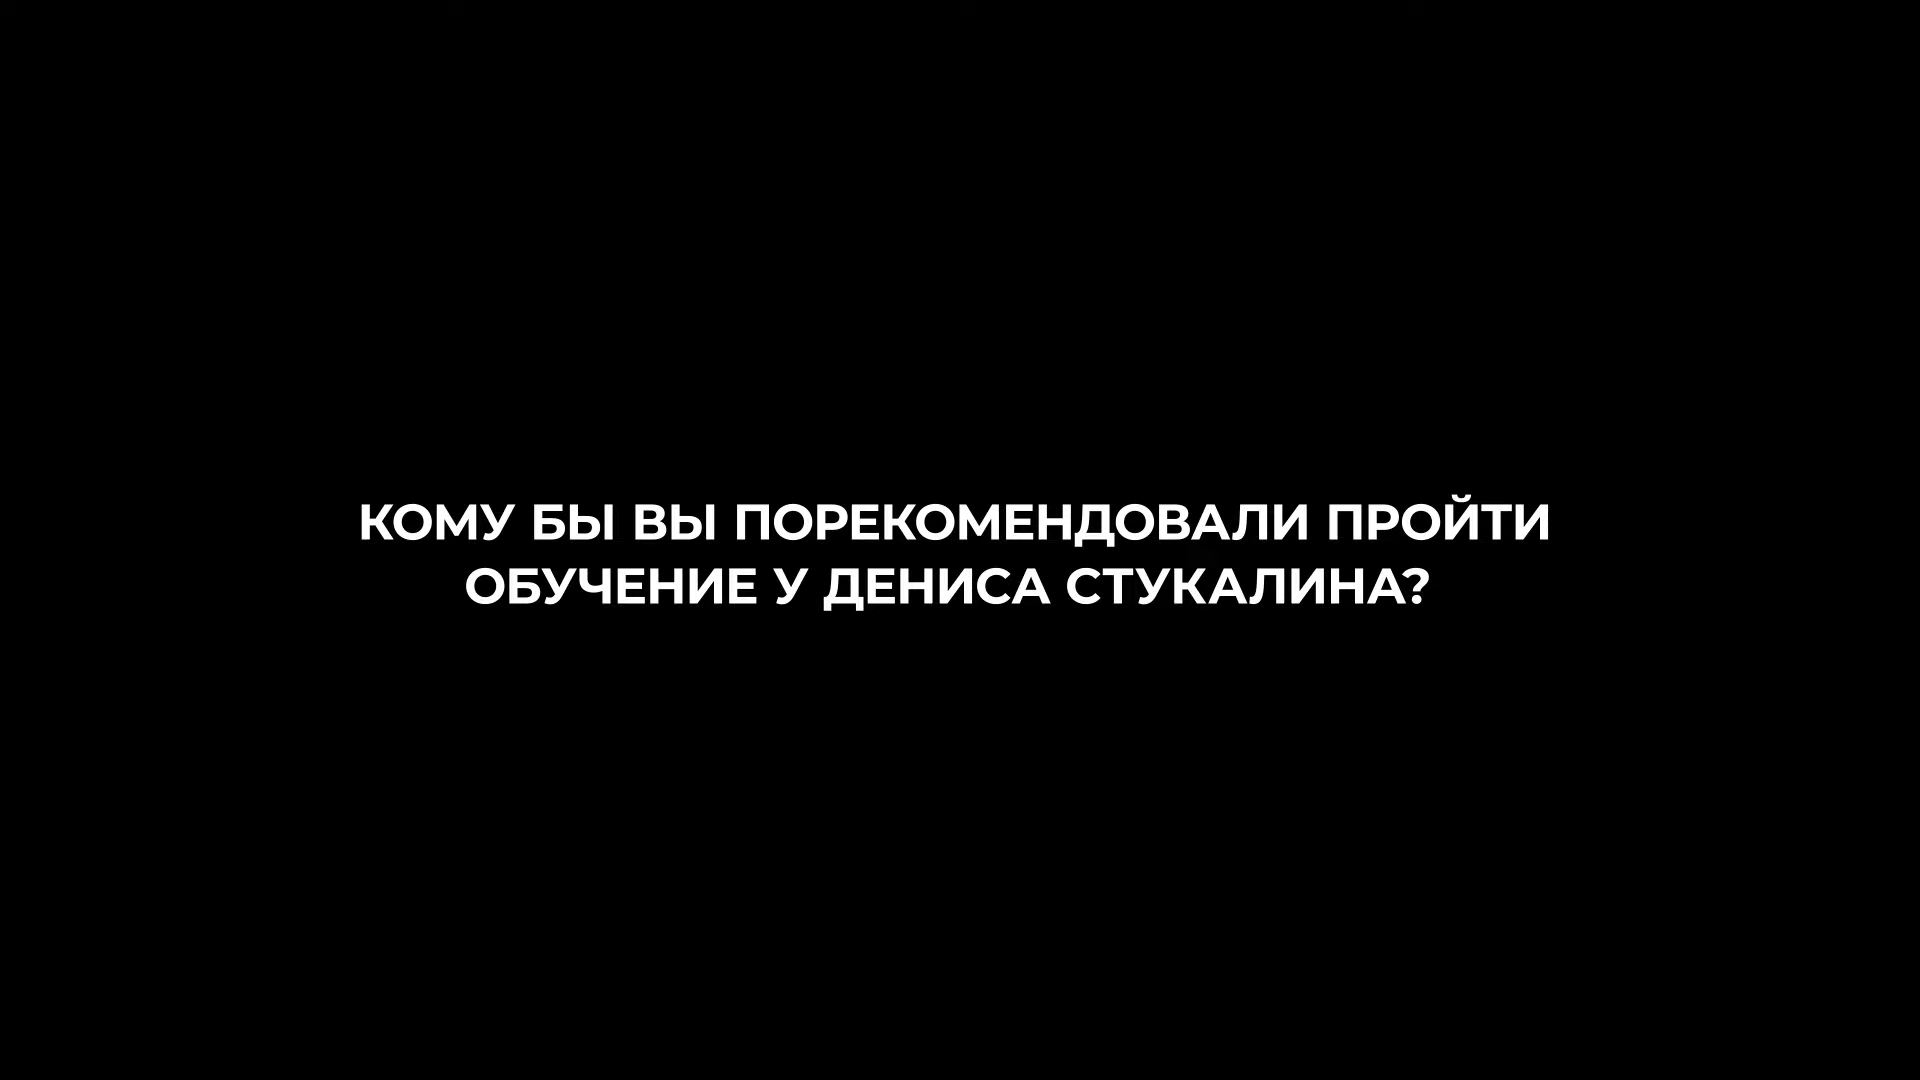 КОМУ БЫ ВЫ ПОРЕКОМЕНДОВАЛИ ПРОЙТИ
ОБУЧЕНИЕ У ДЕНИСА СТУКАЛИНА?